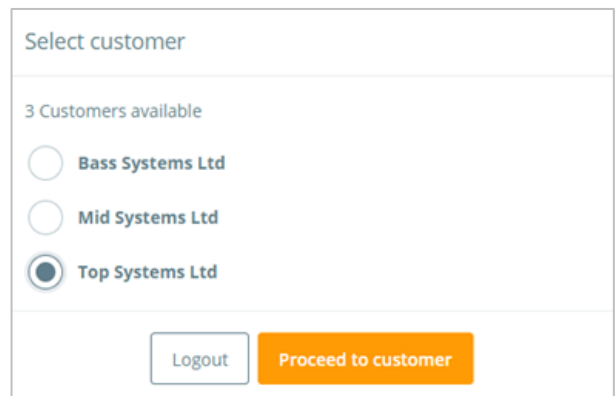 Select customer
3 Customers available
Bass Systems Ltd
Mid Systems Ltd
Top Systems Ltd
Logout
Proceed to customer